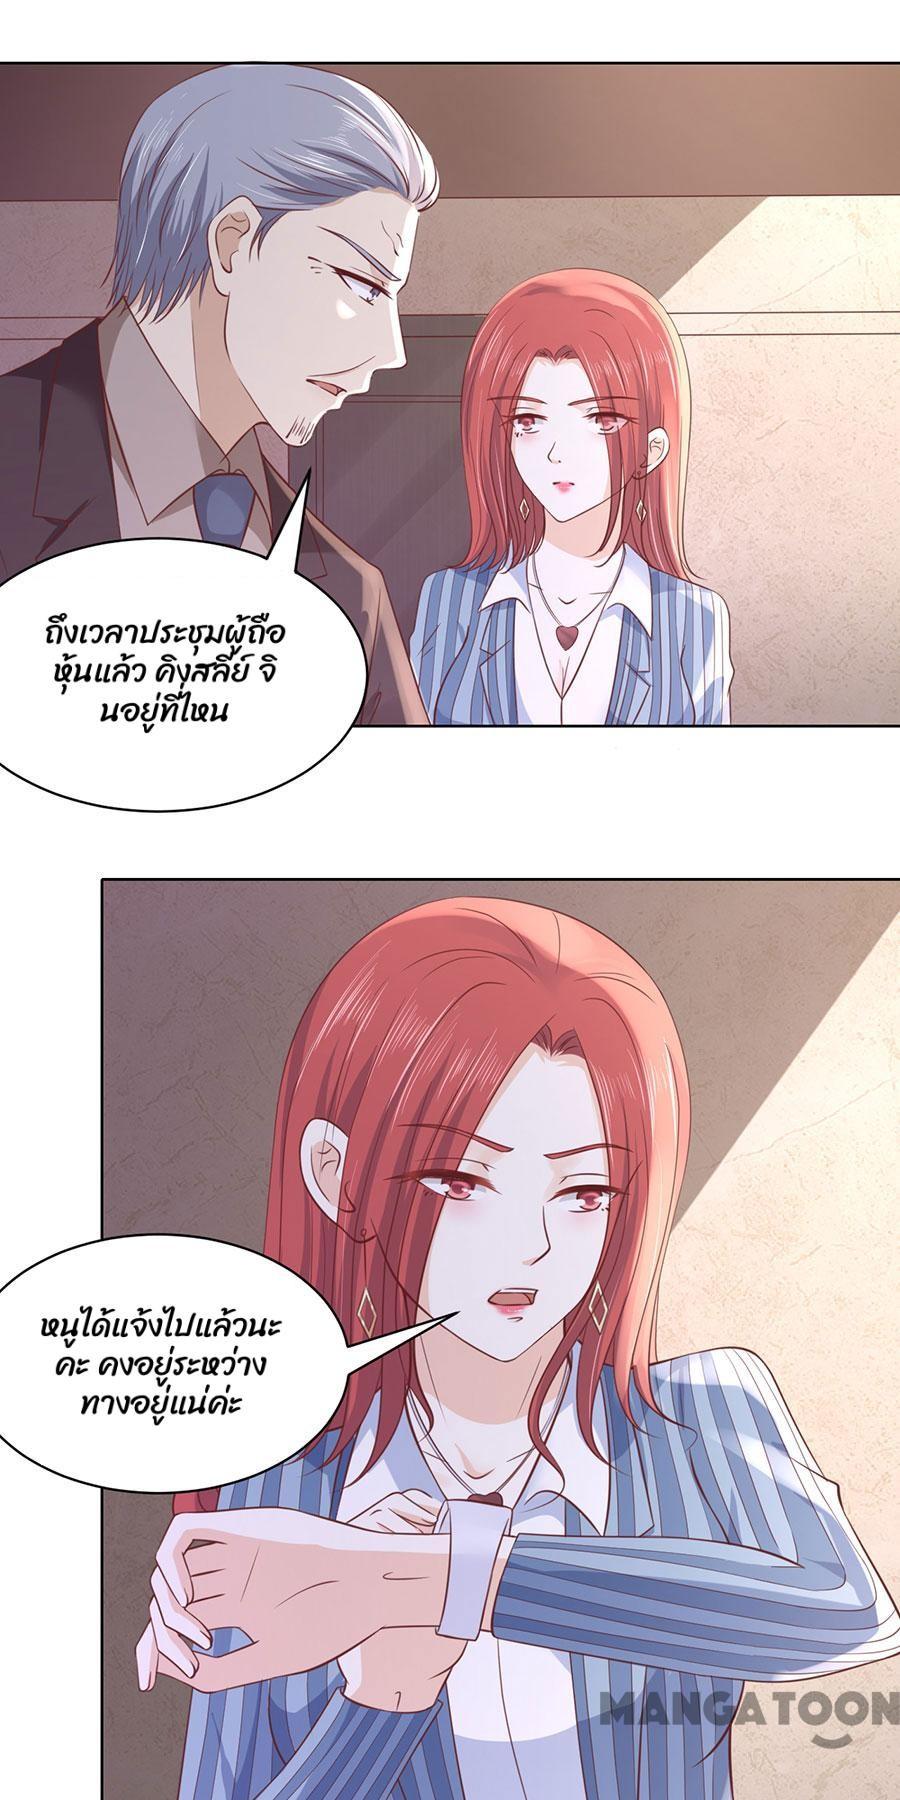 ถึงเวลาประชุมผู้ถือ
หุ้นแล้ว คิงสลีย์ จิ
นอยู่ที่ไหน
หนูได้แจ้งไปแล้วนะ
คะ คงอยู่ระหว่าง
ทางอยู่แน่ค่ะ
MANGATOON